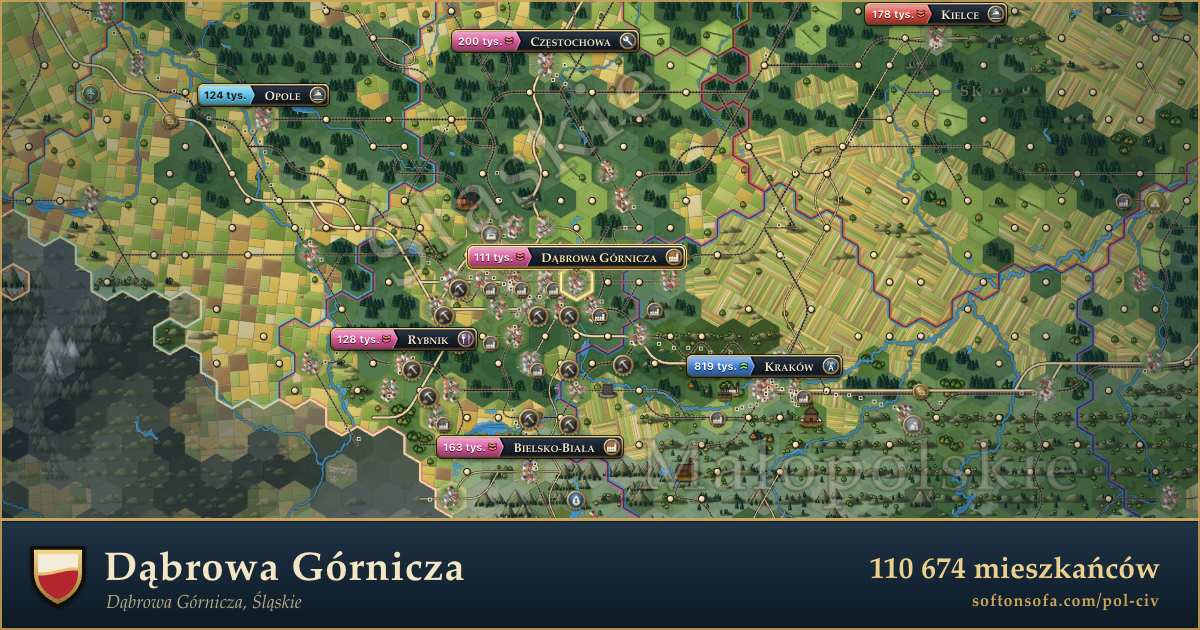 178 tys. KIELCE
200 tys. CZĘSTOCHOWA
124 tys. OPOLE
Śląskie
111 tys. DĄBROWA GÓRNICZA
128 tys. RYBNIK
819 tys. KRAKÓW
163 tys. BIELSKO-BIAŁA
Małopolskie
Dąbrowa Górnicza
110 674 mieszkańców
Dąbrowa Górnicza, Śląskie
softonsofa.com/pol-civ